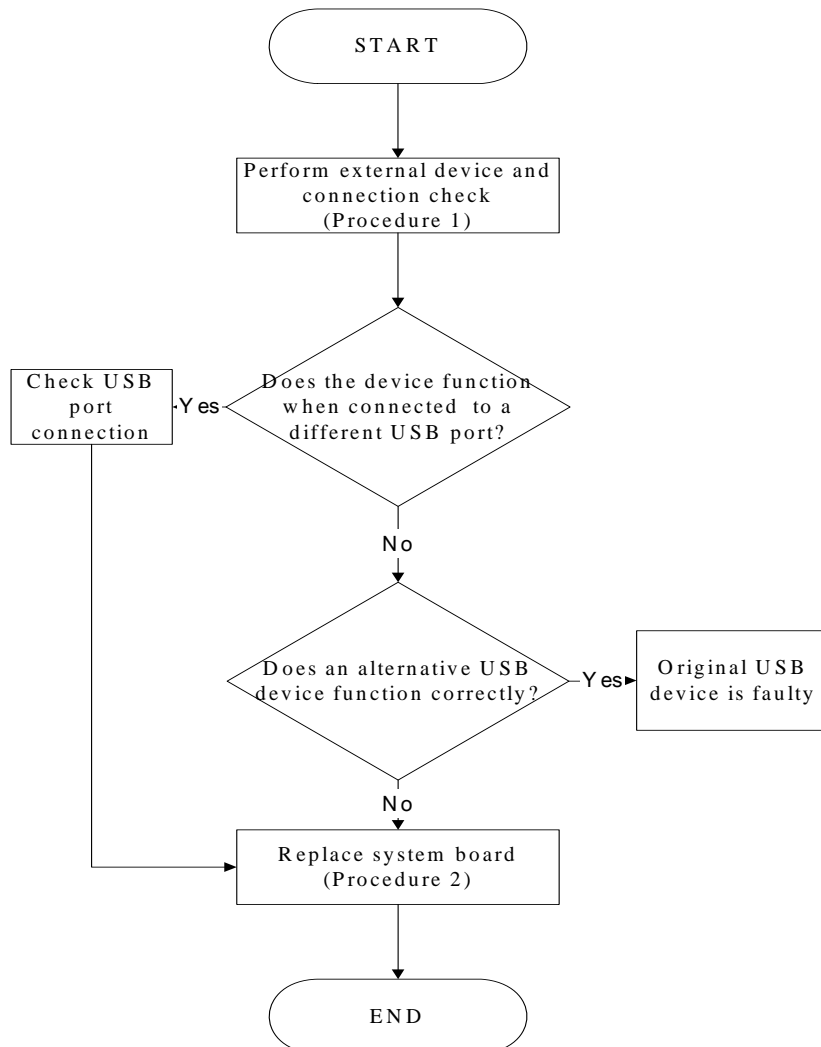 START
Perform external device and
connection check
(Procedure 1)
Does the device function
when connected to a
different USB port?
Yes
Check USB
port
connection
No
Does an alternative USB
device function correctly?
Yes
Original USB
device is faulty
No
Replace system board
(Procedure 2)
END